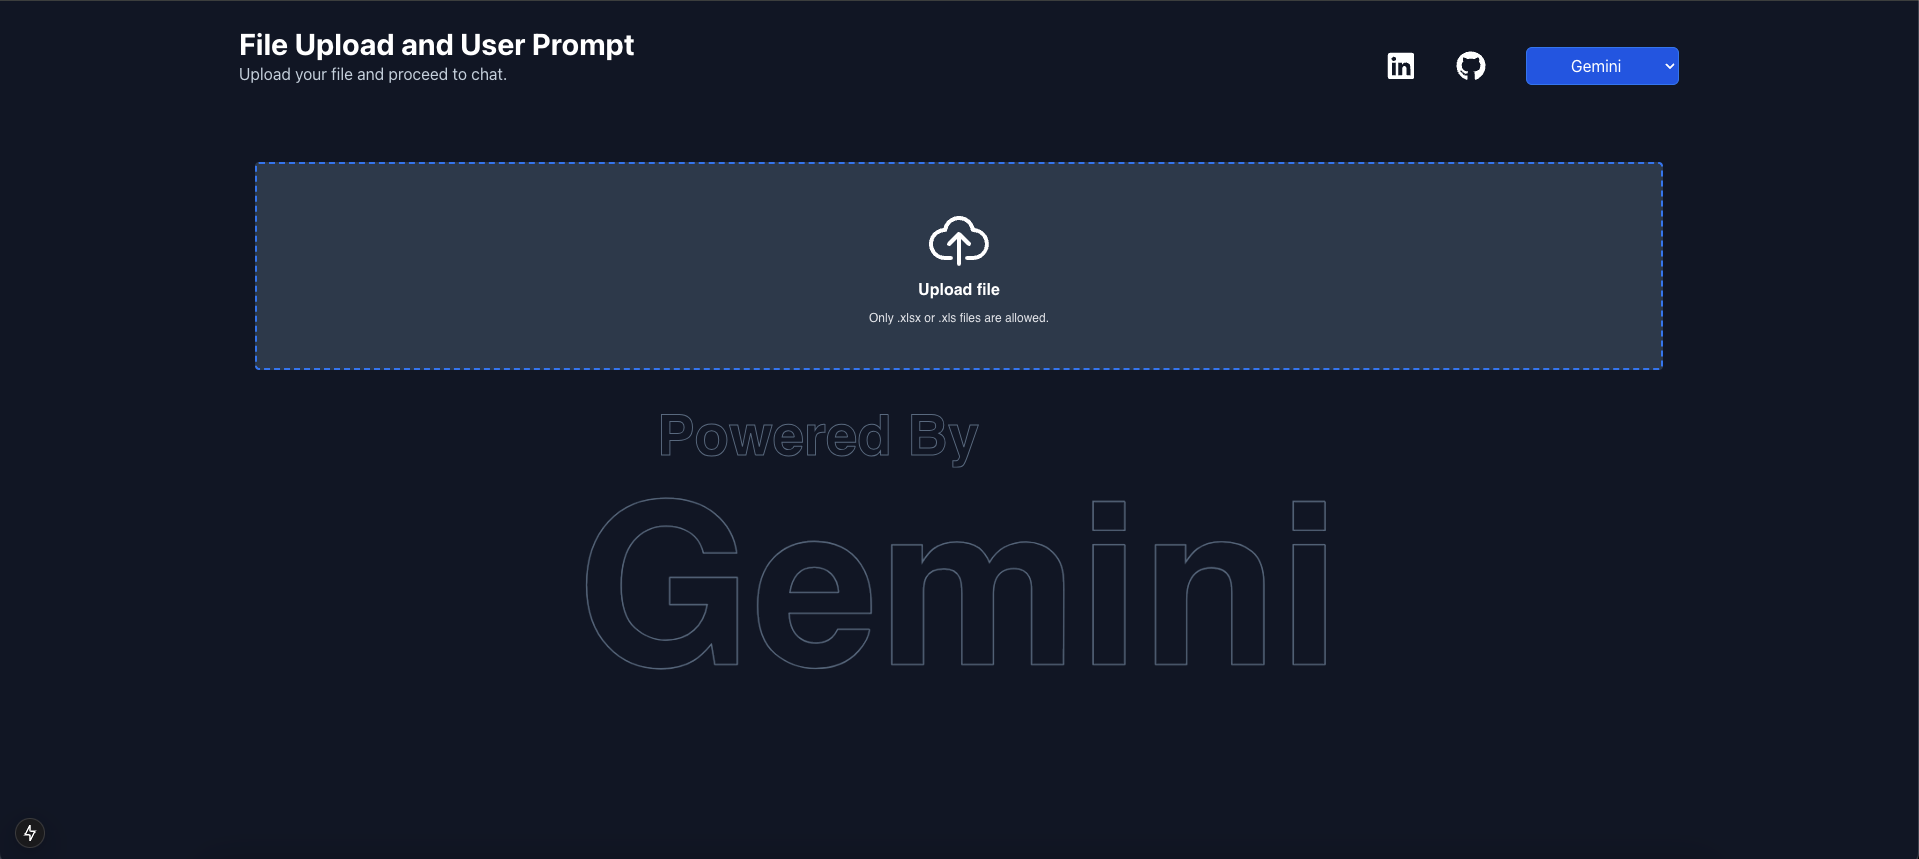 File Upload and User Prompt
Upload your file and proceed to chat.
in
Gemini
Upload file
Only .xlsx or .xls files are allowed.
Powered By
Gemini